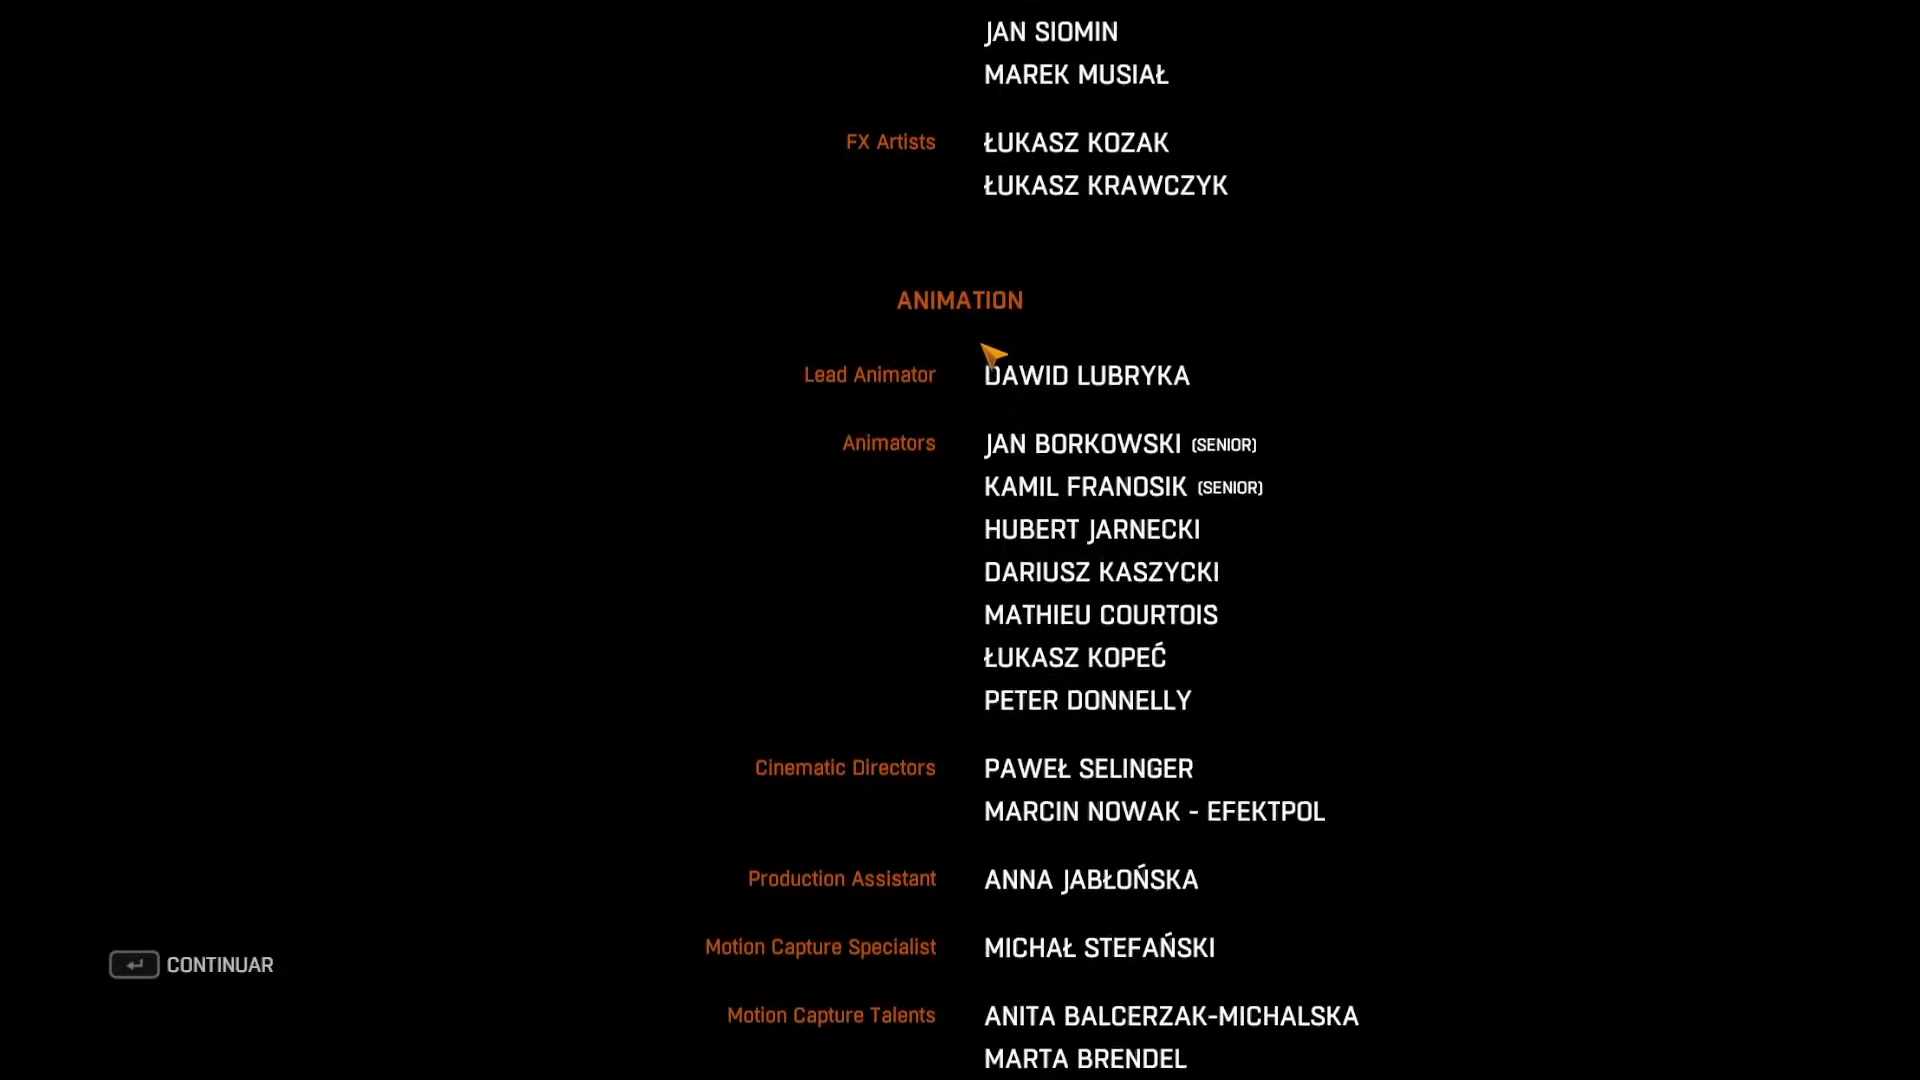 JAN SIOMIN
MAREK MUSIAŁ
FX Artists ŁUKASZ KOZAK
ŁUKASZ KRAWCZYK
ANIMATION
Lead Animator DAWID LUBRYKA
Animators JAN BORKOWSKI (SENIOR)
KAMIL FRANOSIK (SENIOR)
HUBERT JARNECKI
DARIUSZ KASZYCKI
MATHIEU COURTOIS
ŁUKASZ KOPEĆ
PETER DONNELLY
Cinematic Directors PAWEŁ SELINGER
MARCIN NOWAK - EFEKTPOL
Production Assistant ANNA JABŁOŃSKA
Motion Capture Specialist MICHAŁ STEFAŃSKI
CONTINUAR
Motion Capture Talents ANITA BALCERZAK-MICHALSKA
MARTA BRENDEL